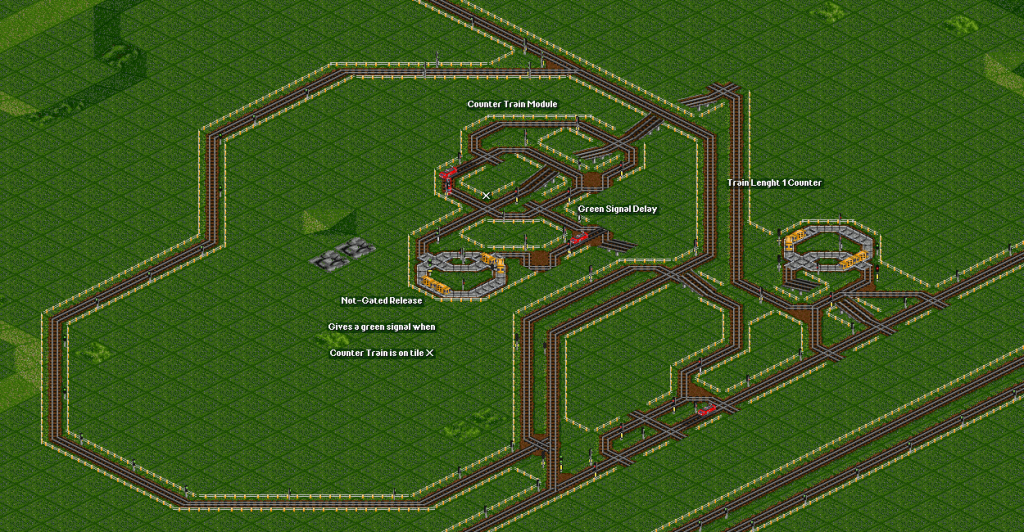 Counter Train Module
Train Lenght 1 Counter
Green Signal Delay
Not-Gated Release
Gives a green signal when
Counter Train is on tile X
X